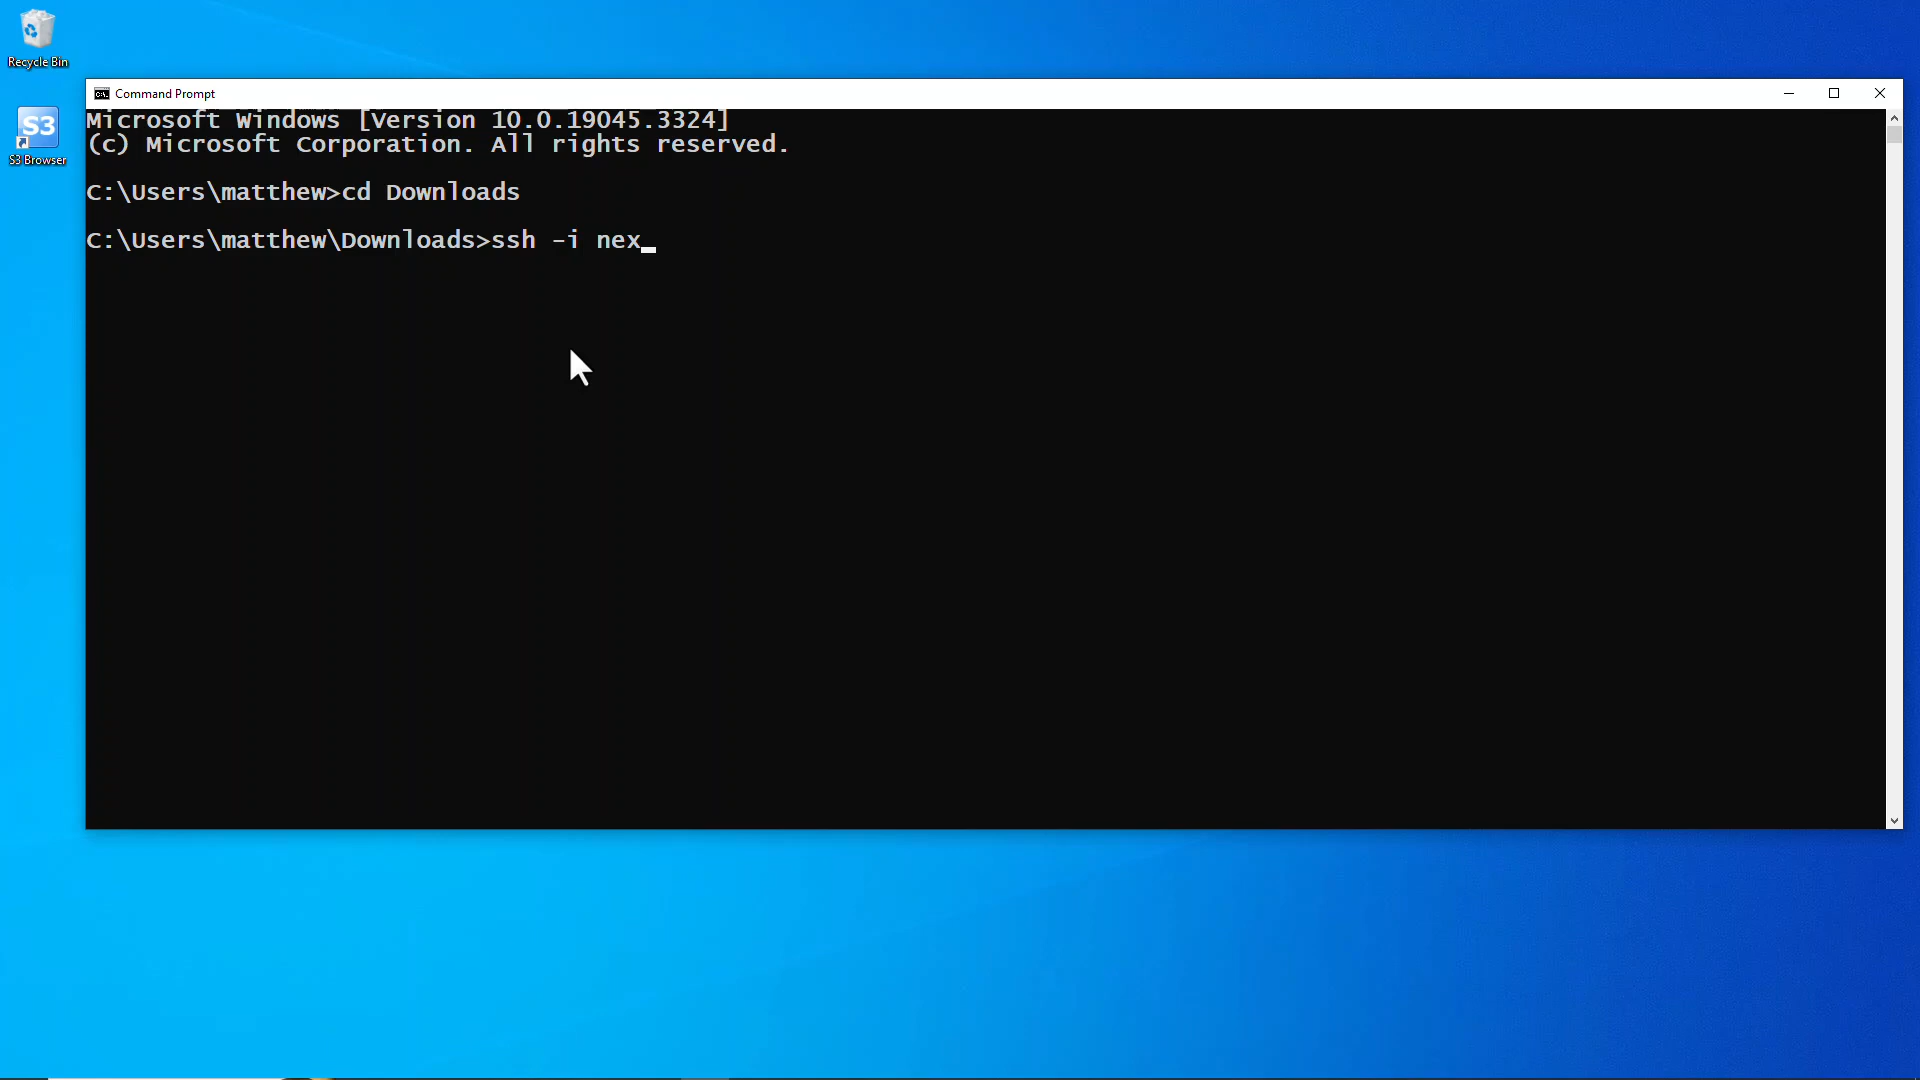 Recycle Bin
S3
S3 Browser
Command Prompt
Microsoft Windows [Version 10.0.19045.3324]
(c) Microsoft Corporation. All rights reserved.
C:\Users\matthew>cd Downloads
C:\Users\matthew\Downloads>ssh -i nex_